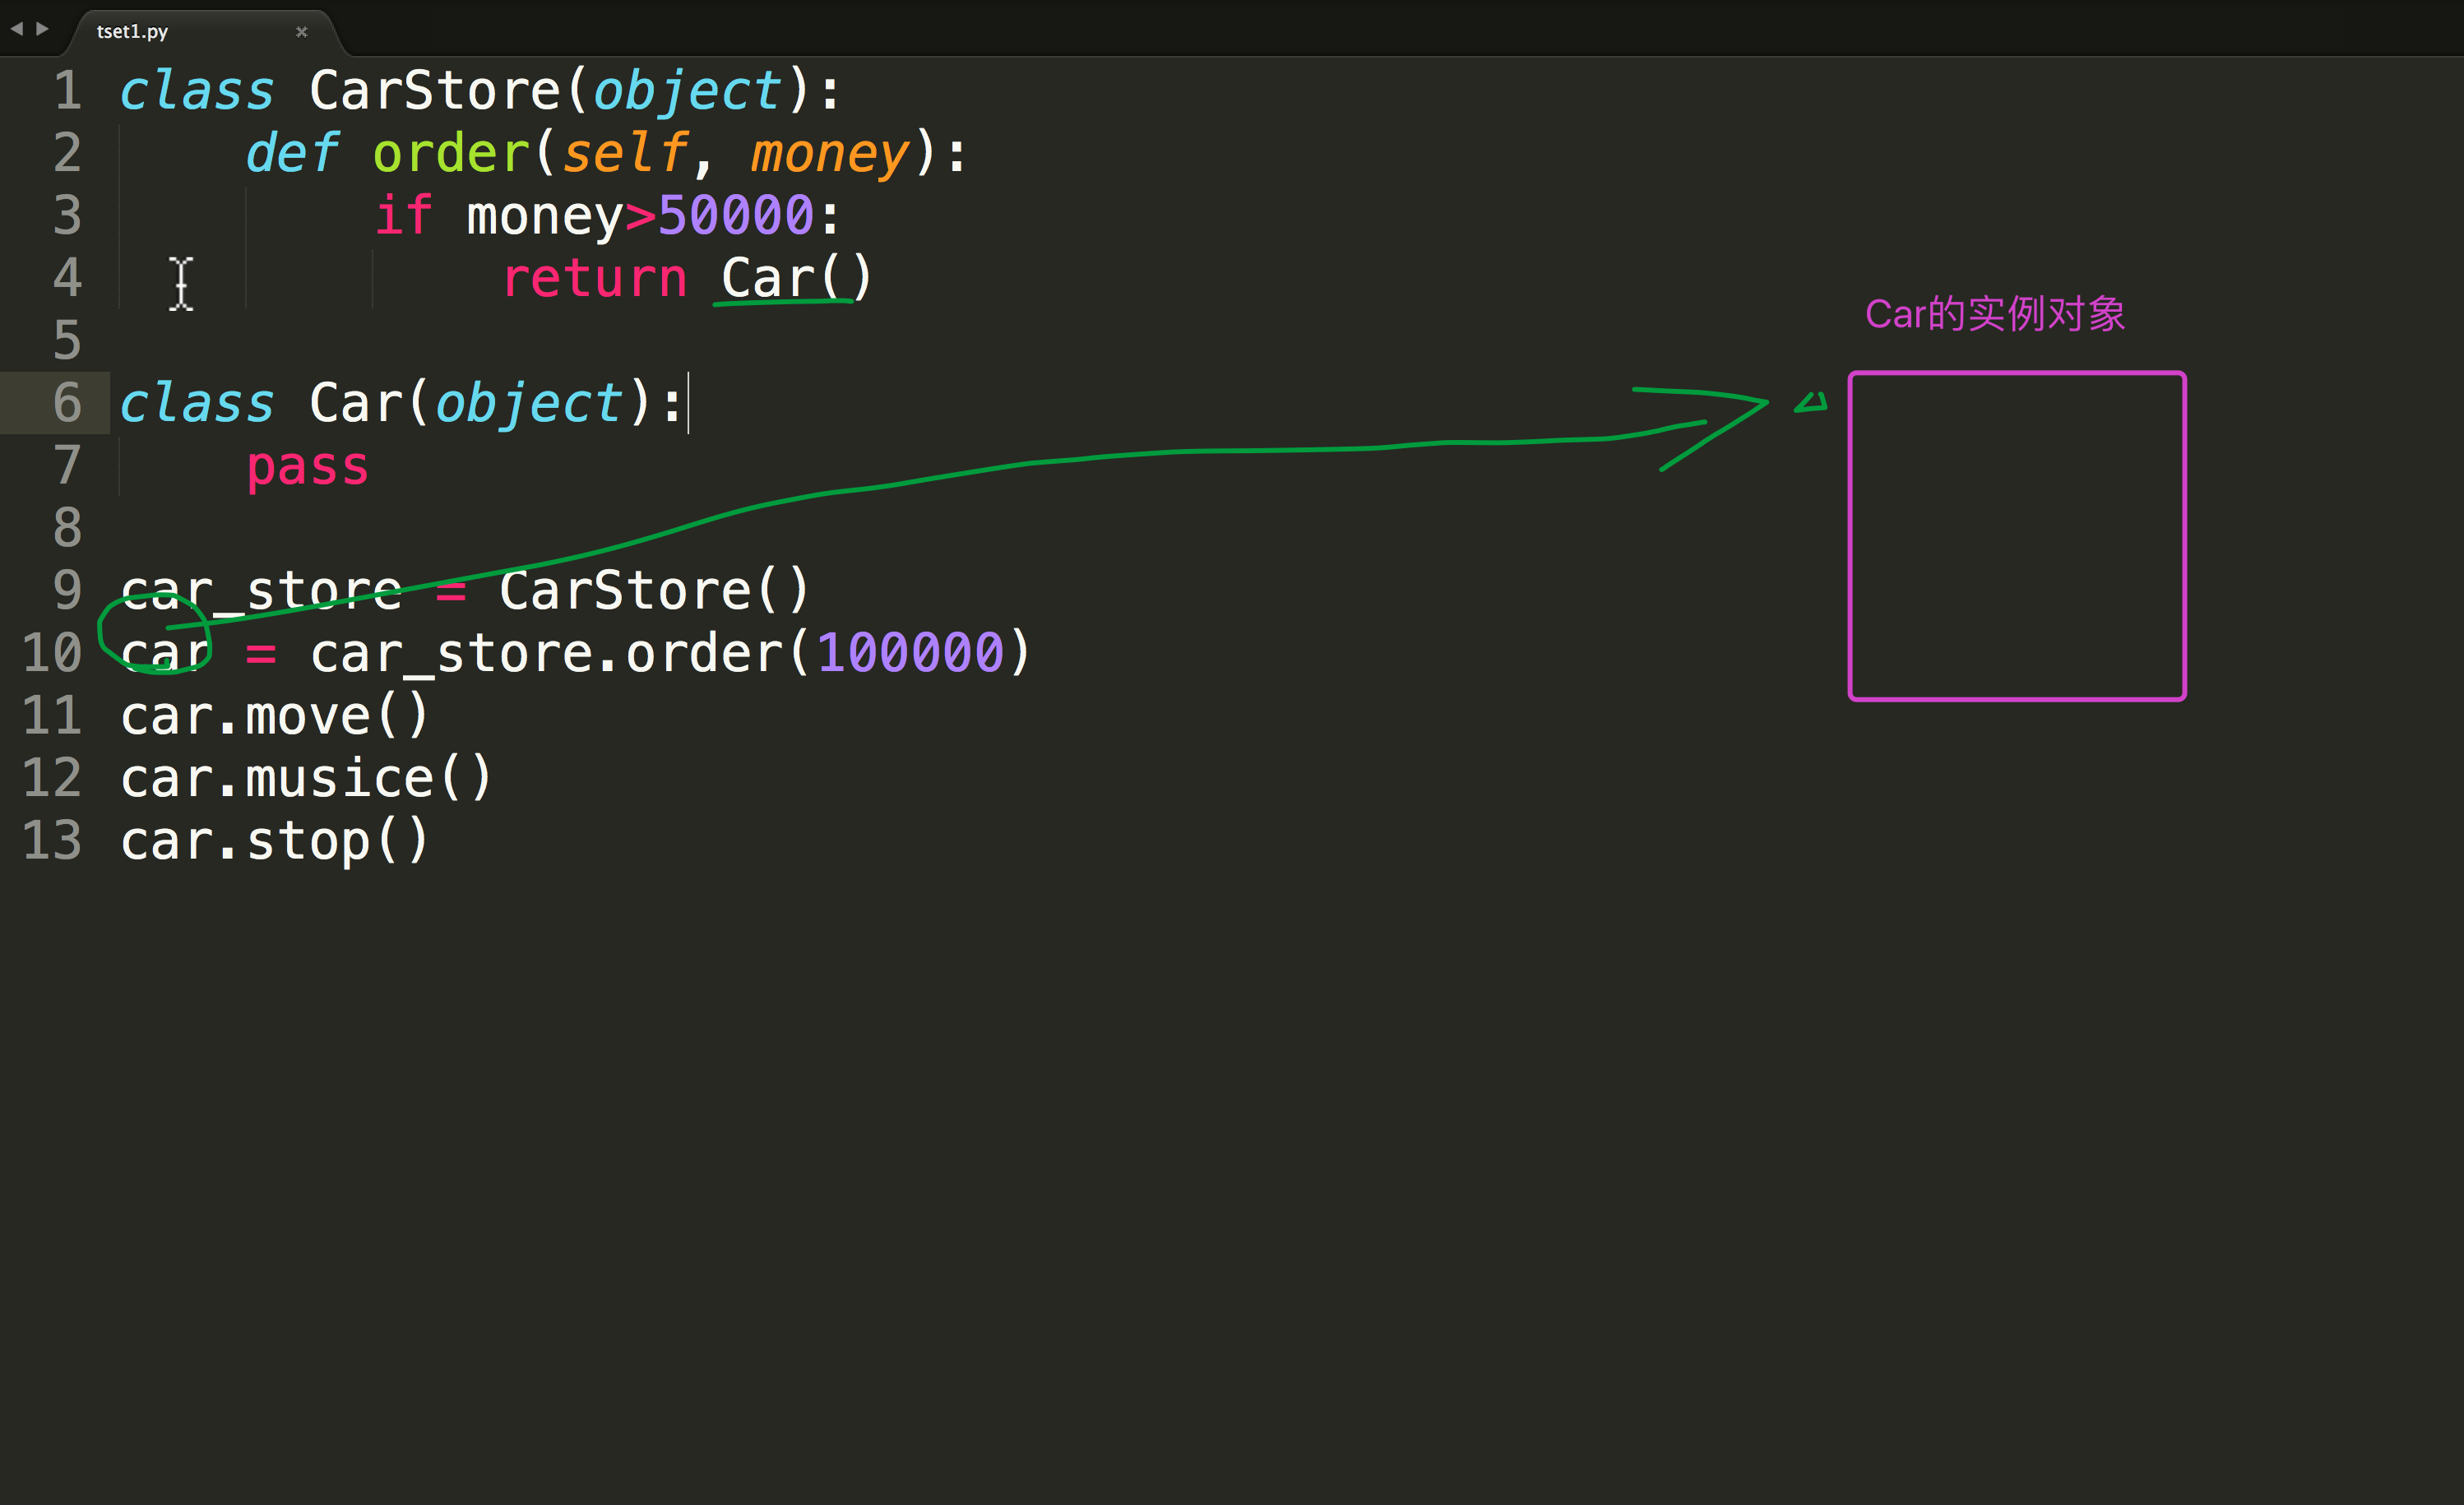 tset1.py
1 class CarStore(object):
2     def order(self, money):
3         if money>50000:
4             return Car()
Car的实例对象
5
6 class Car(object):
7     pass
8
9 car_store = CarStore()
10 car = car_store.order(100000)
11 car.move()
12 car.musice()
13 car.stop()